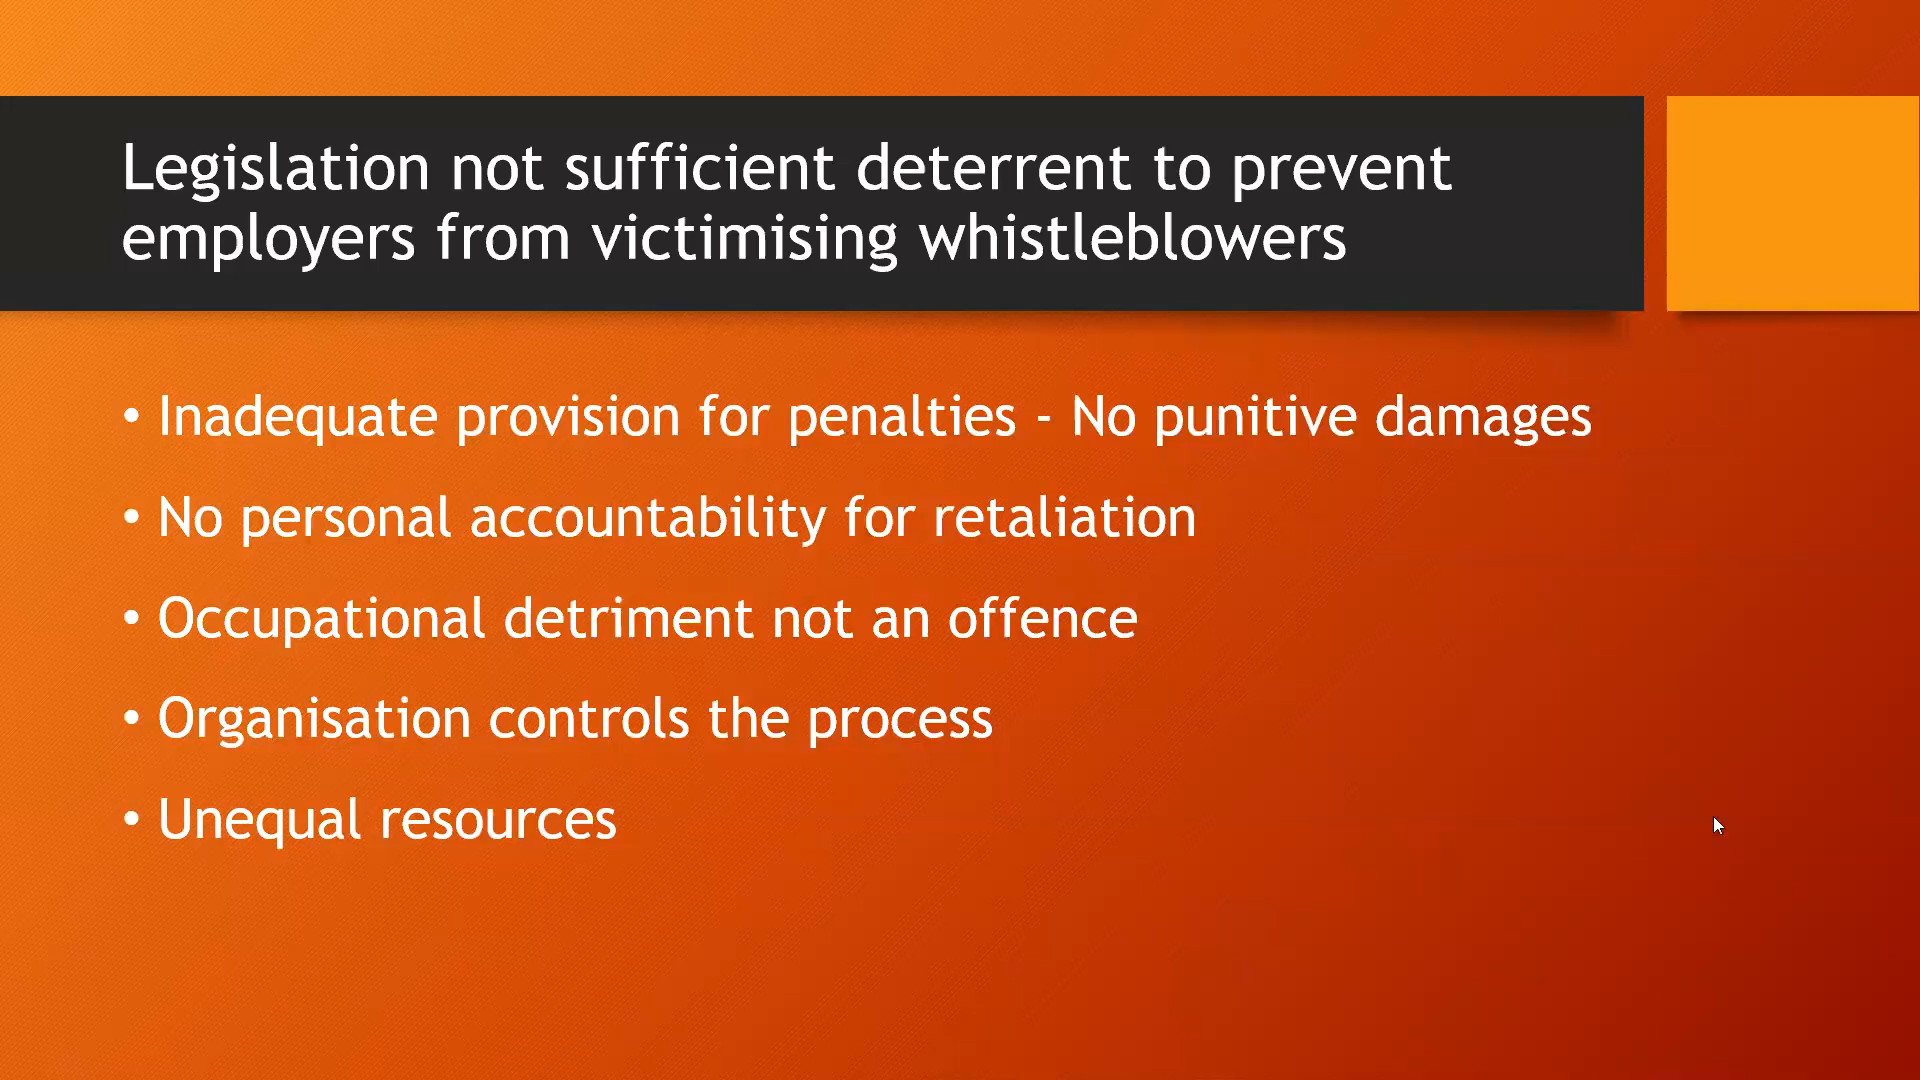 Legislation not sufficient deterrent to prevent
employers from victimising whistleblowers
• Inadequate provision for penalties - No punitive damages
• No personal accountability for retaliation
• Occupational detriment not an offence
• Organisation controls the process
• Unequal resources